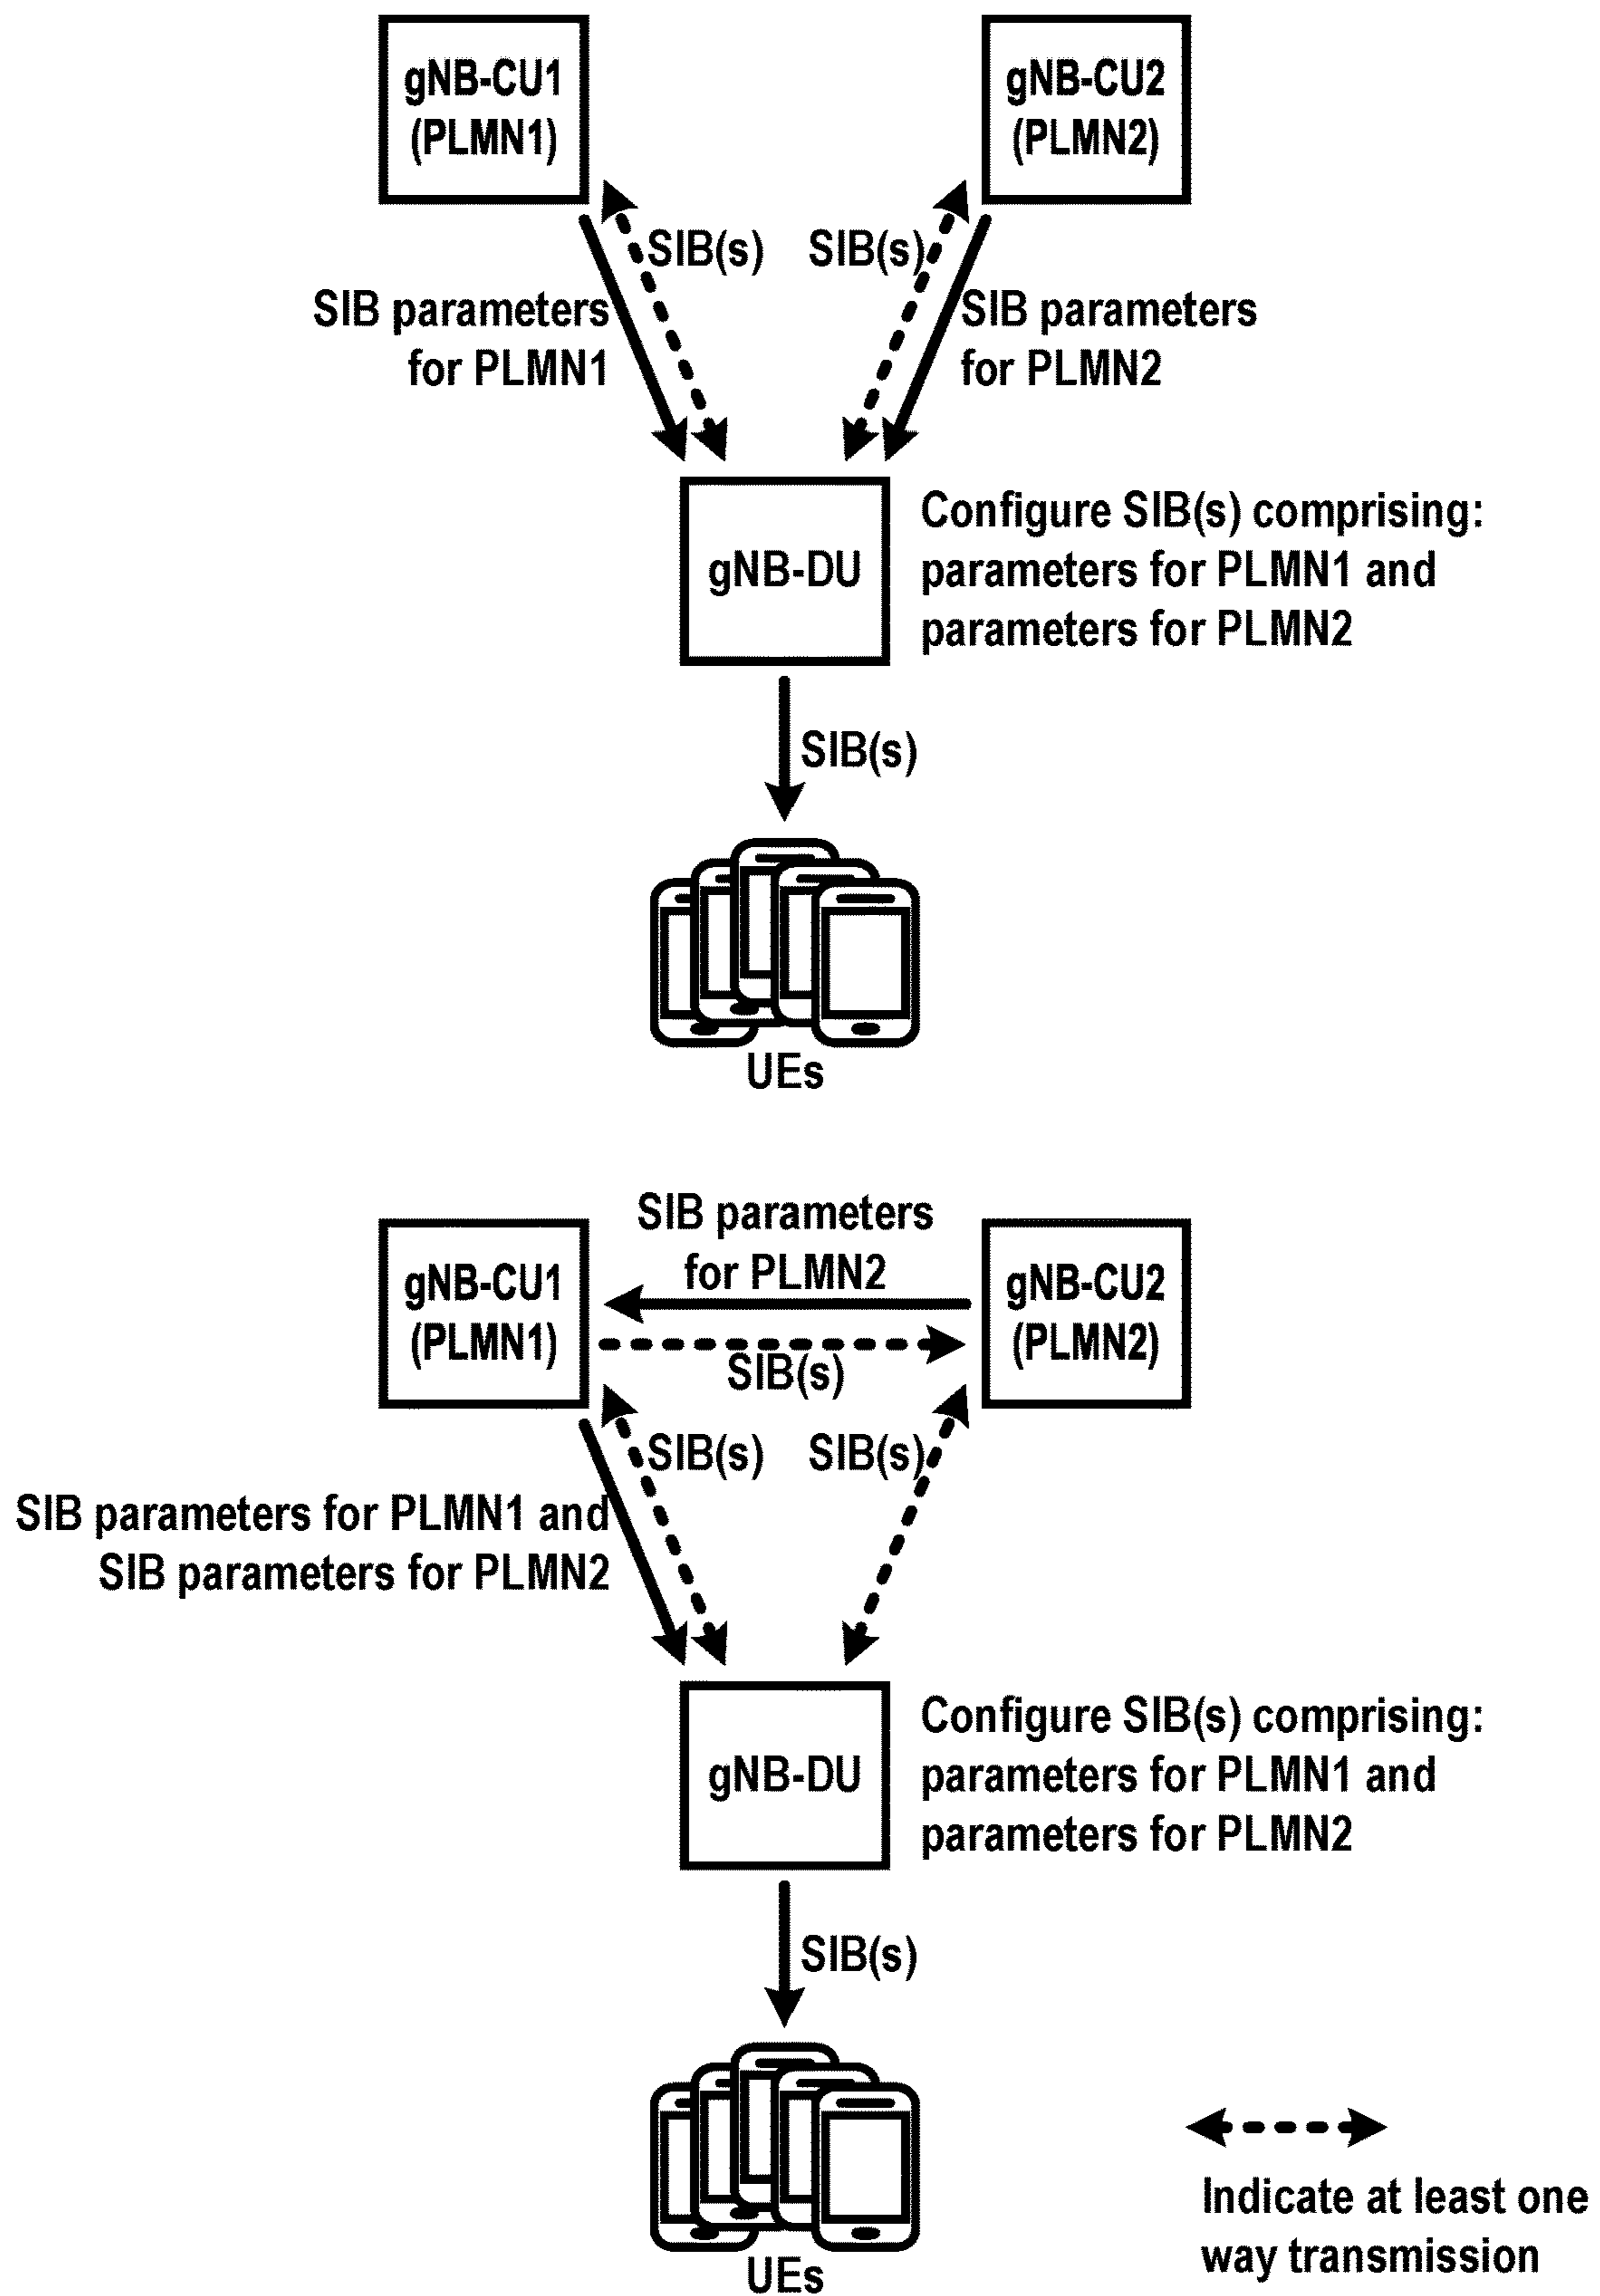 gNB-CU1
(PLMN1)
gNB-CU2
(PLMN2)
SIB(s)
SIB(s)
SIB parameters
for PLMN1
SIB parameters
for PLMN2
gNB-DU
Configure SIB(s) comprising:
parameters for PLMN1 and
parameters for PLMN2
SIB(s)
UEs
SIB parameters
for PLMN2
gNB-CU1
(PLMN1)
gNB-CU2
(PLMN2)
SIB(s)
SIB(s)
SIB(s)
SIB parameters for PLMN1 and
SIB parameters for PLMN2
gNB-DU
Configure SIB(s) comprising:
parameters for PLMN1 and
parameters for PLMN2
SIB(s)
UEs
Indicate at least one
way transmission